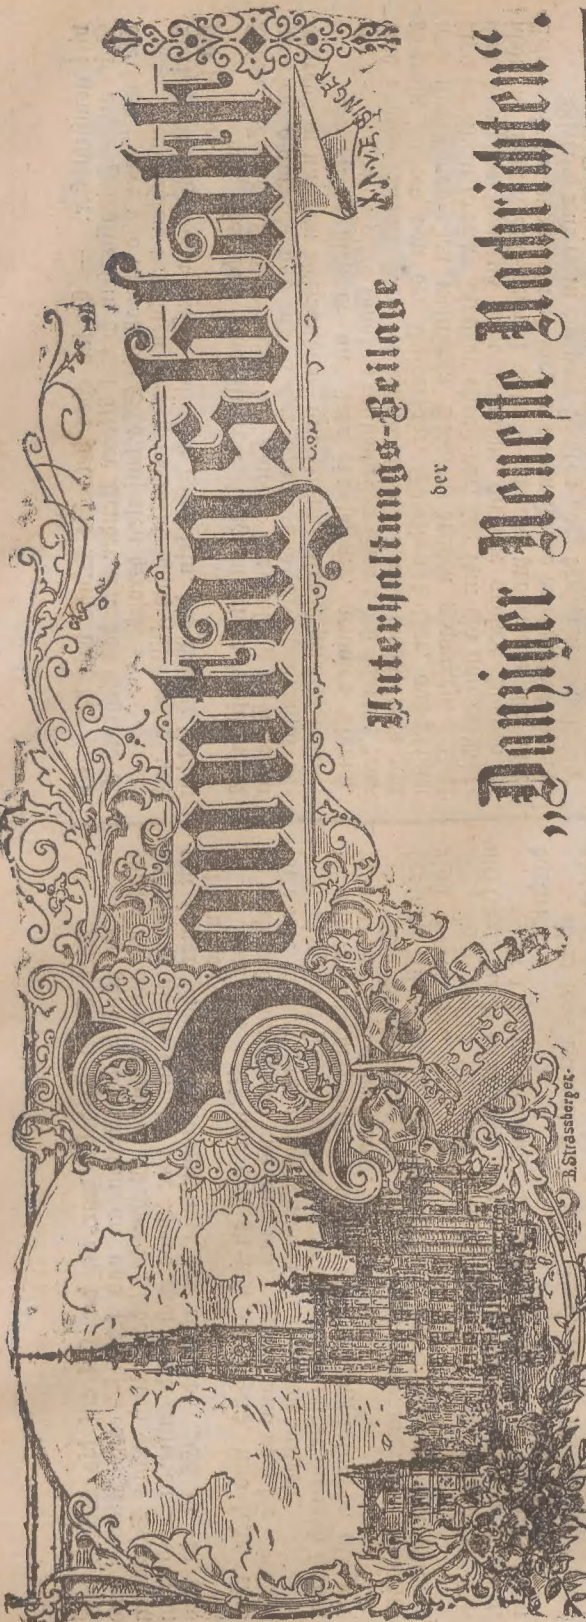 Sonntagsblatt
Unterhaltungs-Beilage
der
„Danziger Neueste Nachrichten“.
B. Strassberger.